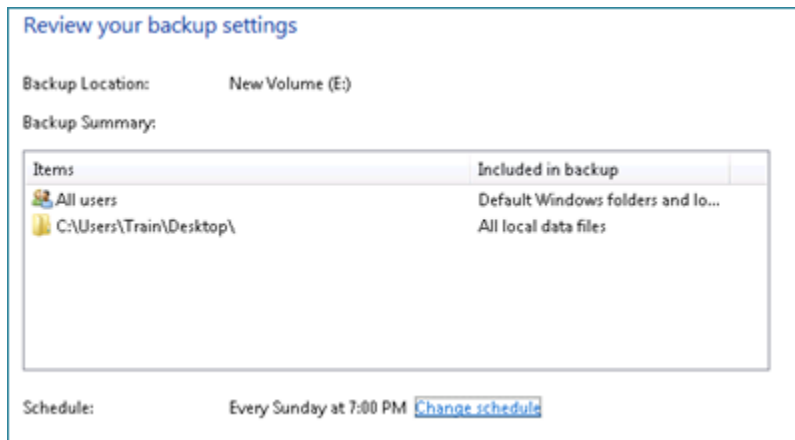 Review your backup settings
Backup Location: New Volume (E:)
Backup Summary:
Items Included in backup
All users Default Windows folders and lo...
C:\Users\Train\Desktop\ All local data files
Schedule: Every Sunday at 7:00 PM Change schedule